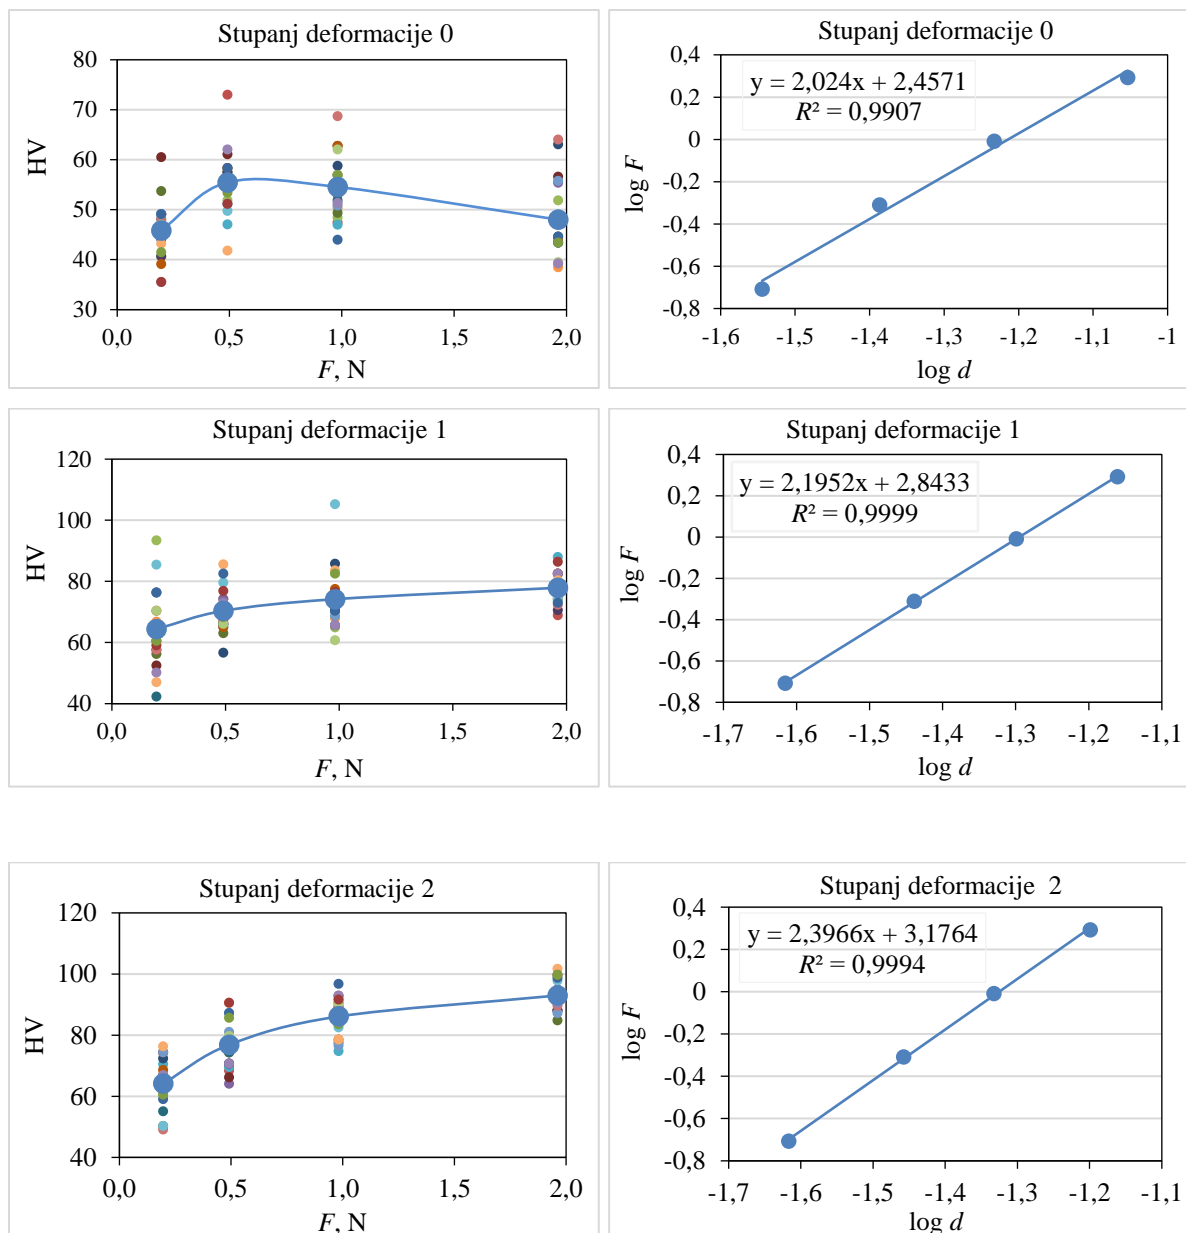 Stupanj deformacije 0
80
70
60
50
40
30
HV
0,0 0,5 1,0 1,5 2,0
F, N
Stupanj deformacije 0
y = 2,024x + 2,4571
R² = 0,9907
0,4
0,2
0
-0,2
-0,4
-0,6
-0,8
log F
-1,6 -1,5 -1,4 -1,3 -1,2 -1,1 -1
log d
Stupanj deformacije 1
120
100
80
60
40
HV
0,0 0,5 1,0 1,5 2,0
F, N
Stupanj deformacije 1
y = 2,1952x + 2,8433
R² = 0,9999
0,4
0,2
0
-0,2
-0,4
-0,6
-0,8
log F
-1,7 -1,6 -1,5 -1,4 -1,3 -1,2 -1,1
log d
Stupanj deformacije 2
120
100
80
60
40
HV
0,0 0,5 1,0 1,5 2,0
F, N
Stupanj deformacije 2
y = 2,3966x + 3,1764
R² = 0,9994
0,4
0,2
0
-0,2
-0,4
-0,6
-0,8
log F
-1,7 -1,6 -1,5 -1,4 -1,3 -1,2 -1,1
log d